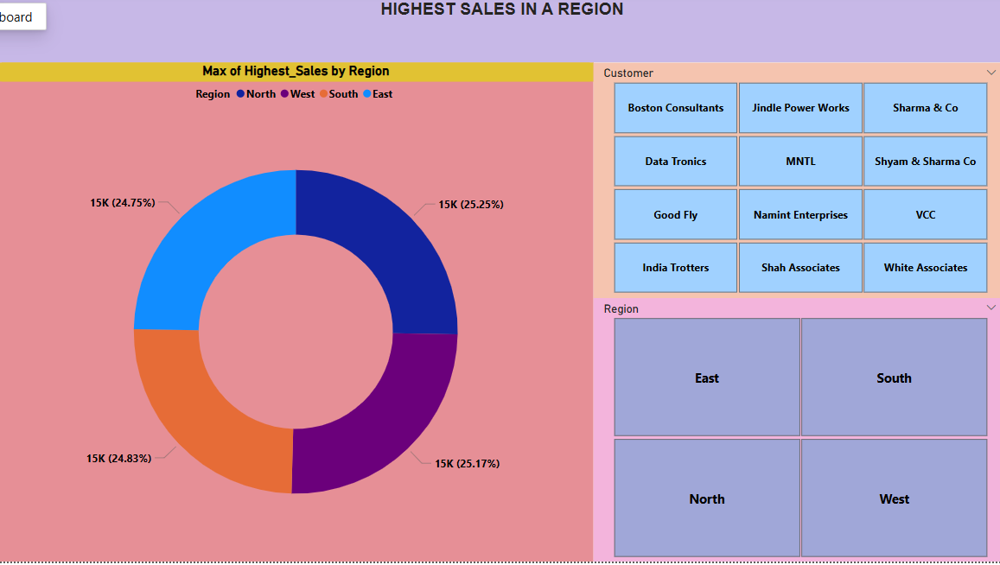 HIGHEST SALES IN A REGION
board
Max of Highest_Sales by Region
Region North West South East
15K (24.75%)
15K (25.25%)
15K (24.83%)
15K (25.17%)
Customer
Boston Consultants Jindle Power Works Sharma & Co
Data Tronics MNTL Shyam & Sharma Co
Good Fly Namint Enterprises VCC
India Trotters Shah Associates White Associates
Region
East South
North West